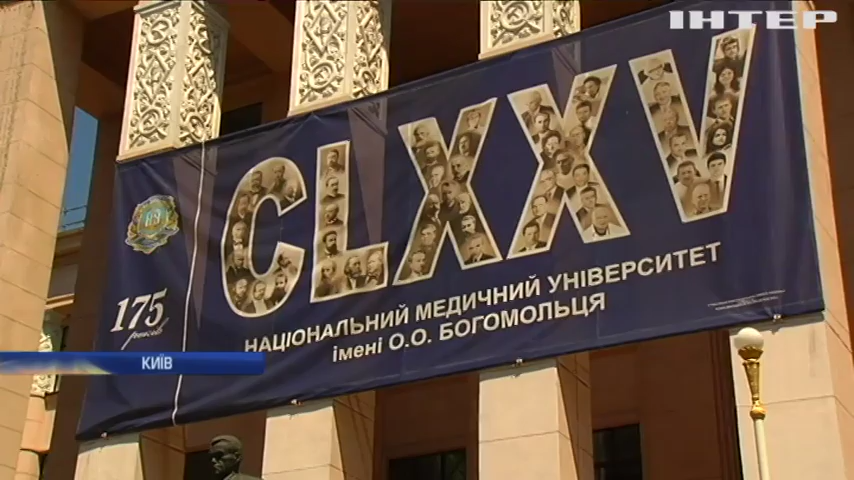 ІНТЕР
CLXXV
175
років
НАЦІОНАЛЬНИЙ МЕДИЧНИЙ УНІВЕРСИТЕТ
імені О.О. БОГОМОЛЬЦЯ
КИЇВ